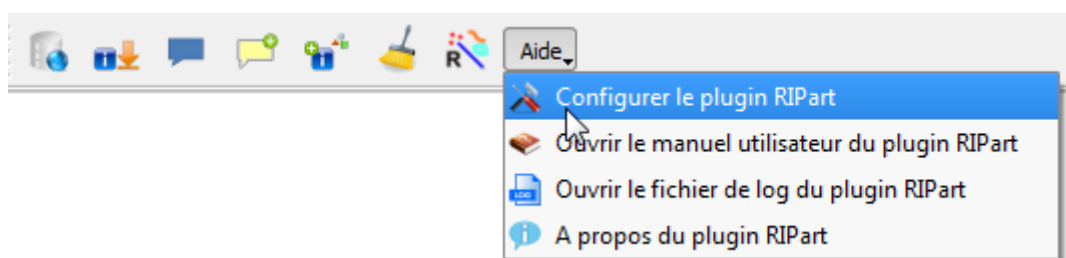 R
Aide
Configurer le plugin RIPart
Ouvrir le manuel utilisateur du plugin RIPart
LOG
Ouvrir le fichier de log du plugin RIPart
A propos du plugin RIPart